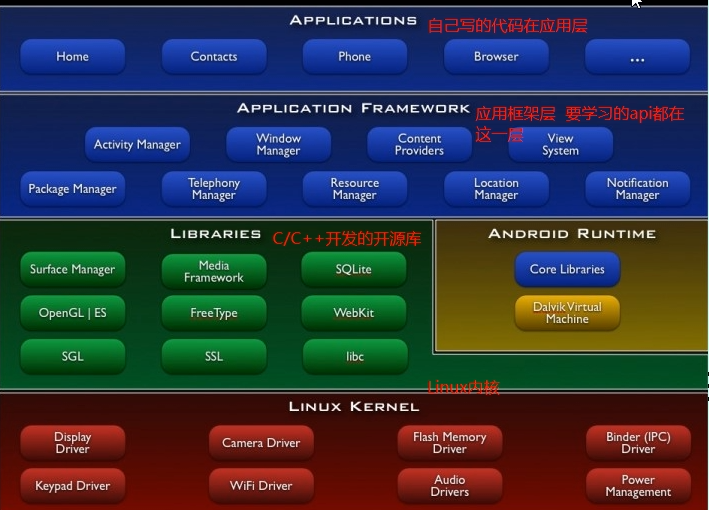 APPLICATIONS 自己写的代码在应用层
Home Contacts Phone Browser ...
APPLICATION FRAMEWORK 应用框架层 要学习的api都在
这一层
Activity Manager
Window
Manager
Content
Providers
View
System
Package Manager
Telephony
Manager
Resource
Manager
Location
Manager
Notification
Manager
LIBRARIES C/C++开发的开源库
Surface Manager
Media
Framework
SQLite
OpenGL | ES FreeType WebKit
SGL SSL libc
ANDROID RUNTIME
Core Libraries
Dalvik Virtual
Machine
Linux内核
LINUX KERNEL
Display
Driver
Camera Driver
Flash Memory
Driver
Binder (IPC)
Driver
Keypad Driver
WiFi Driver
Audio
Drivers
Power
Management